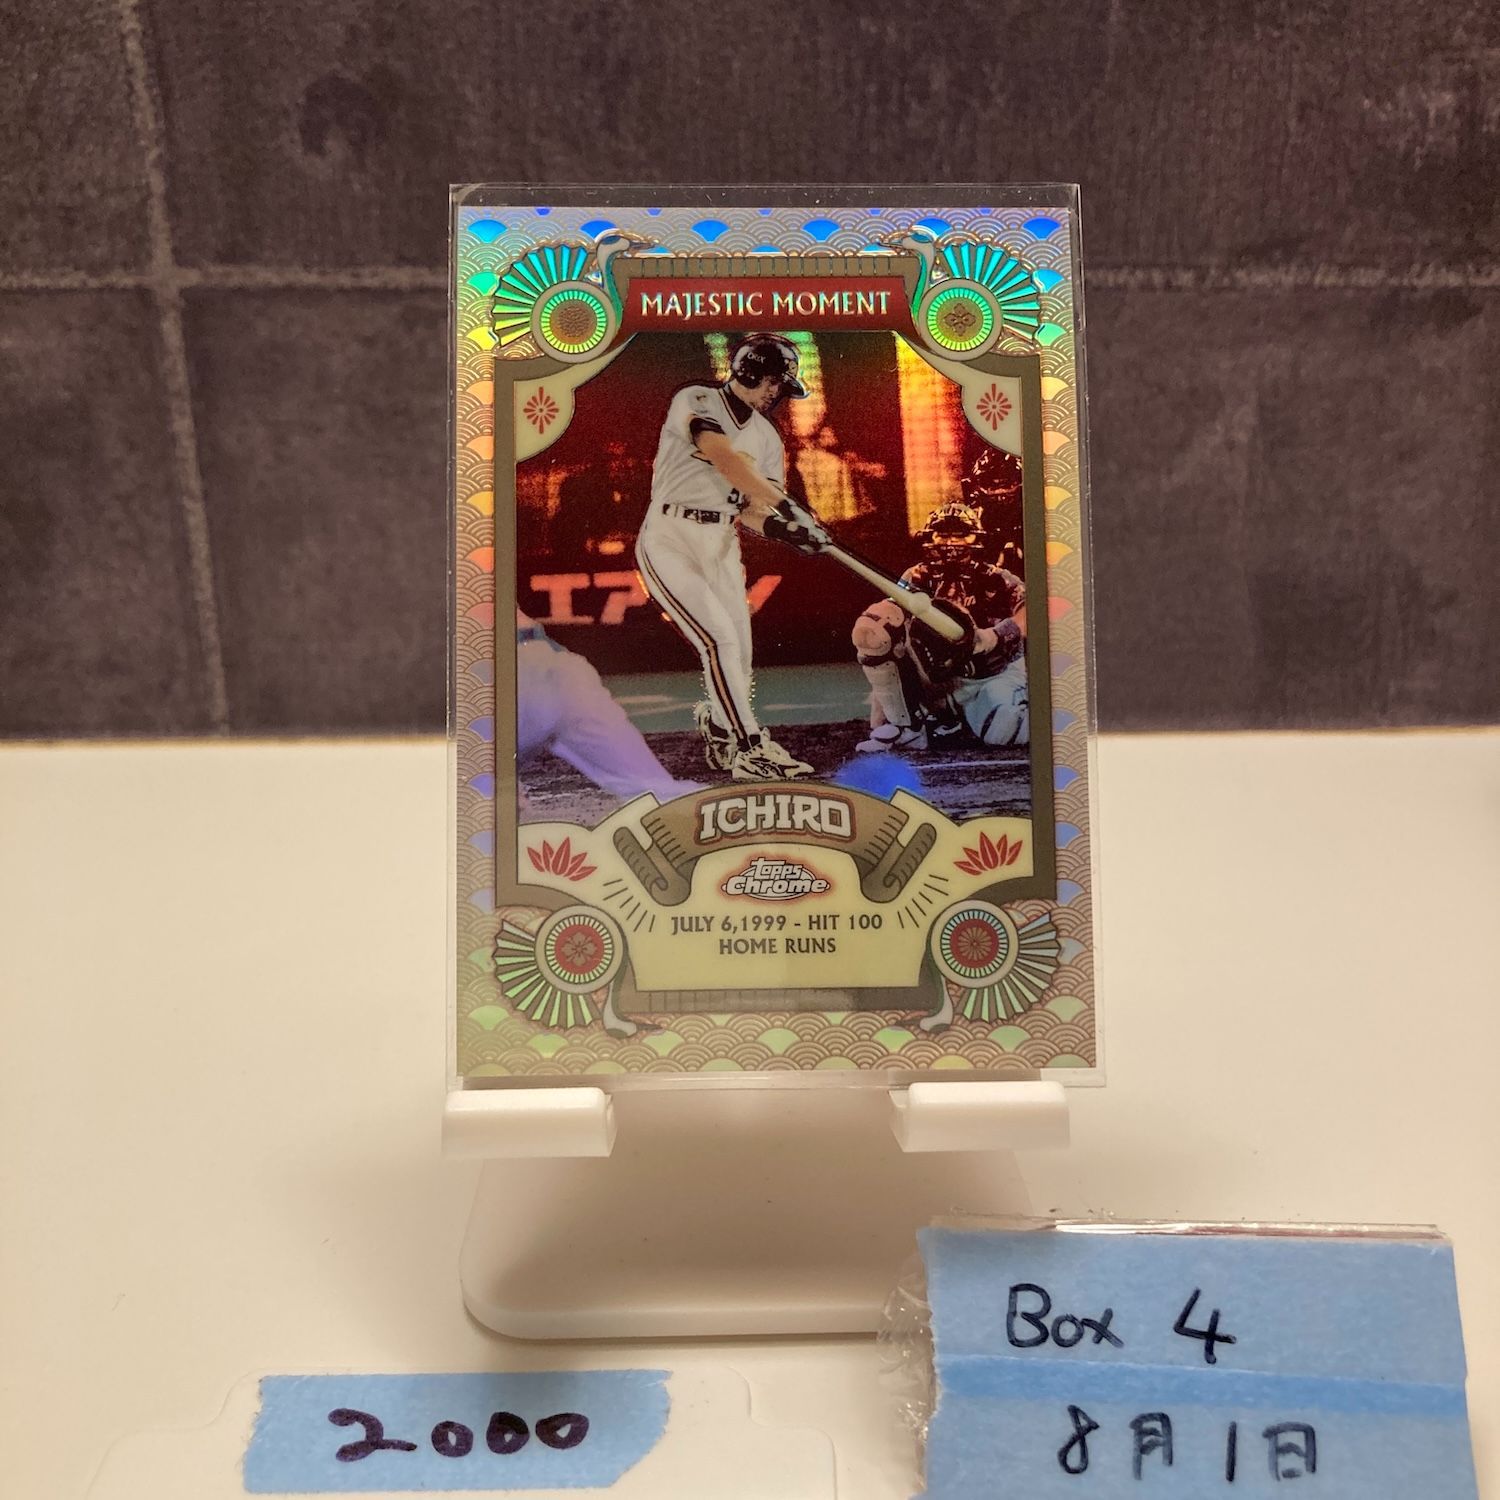 MAJESTIC MOMENT
ICHIRO
topps
Chrome
JULY 6,1999 - HIT 100
HOME RUNS
Box 4
8月1日
2000